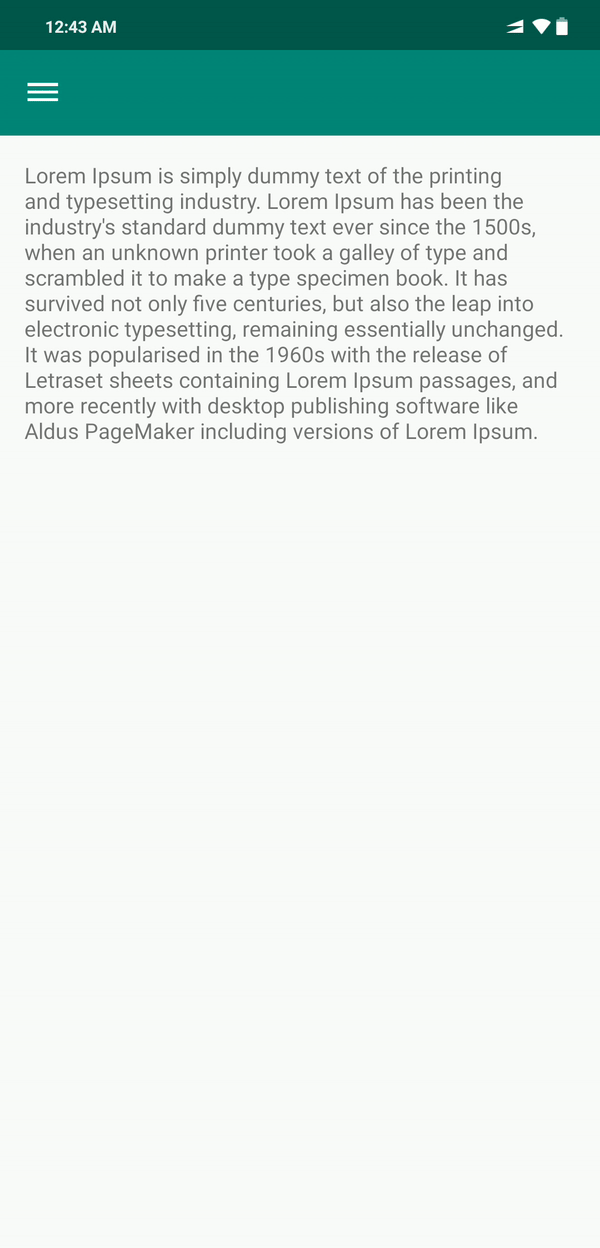 12:43 AM
Lorem Ipsum is simply dummy text of the printing
and typesetting industry. Lorem Ipsum has been the
industry's standard dummy text ever since the 1500s,
when an unknown printer took a galley of type and
scrambled it to make a type specimen book. It has
survived not only five centuries, but also the leap into
electronic typesetting, remaining essentially unchanged.
It was popularised in the 1960s with the release of
Letraset sheets containing Lorem Ipsum passages, and
more recently with desktop publishing software like
Aldus PageMaker including versions of Lorem Ipsum.